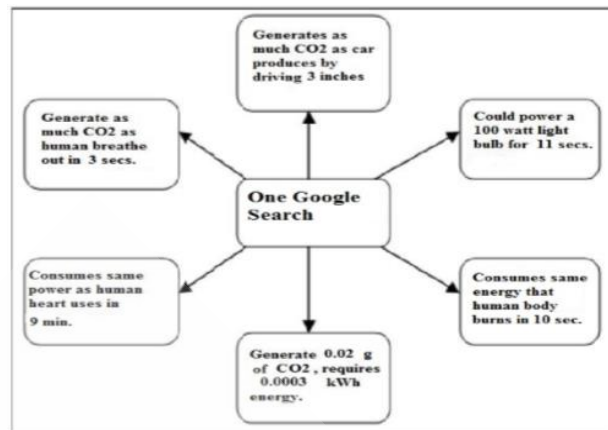 Generates as
much CO2 as car
produces by
driving 3 inches
Generate as
much CO2 as
human breathe
out in 3 secs.
Could power a
100 watt light
bulb for 11 secs.
One Google
Search
Consumes same
power as human
heart uses in
9 min.
Consumes same
energy that
human body
burns in 10 sec.
Generate 0.02 g
of CO2 , requires
0.0003 kWh
energy.